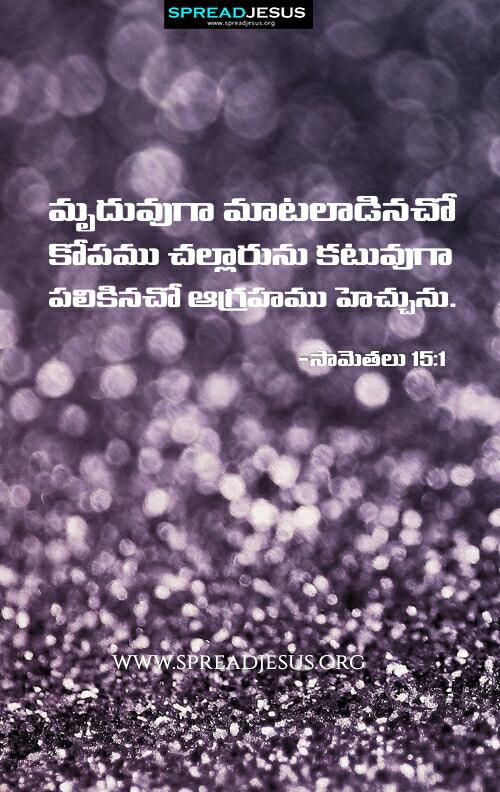 SPREADJESUS
www.spreadjesus.org
మృదువుగా మాటలాడినచో
కోపము చల్లారును కటువుగా
పలికినచో ఆగ్రహము హెచ్చును.
-సామెతలు 15:1
WWW.SPREADJESUS.ORG